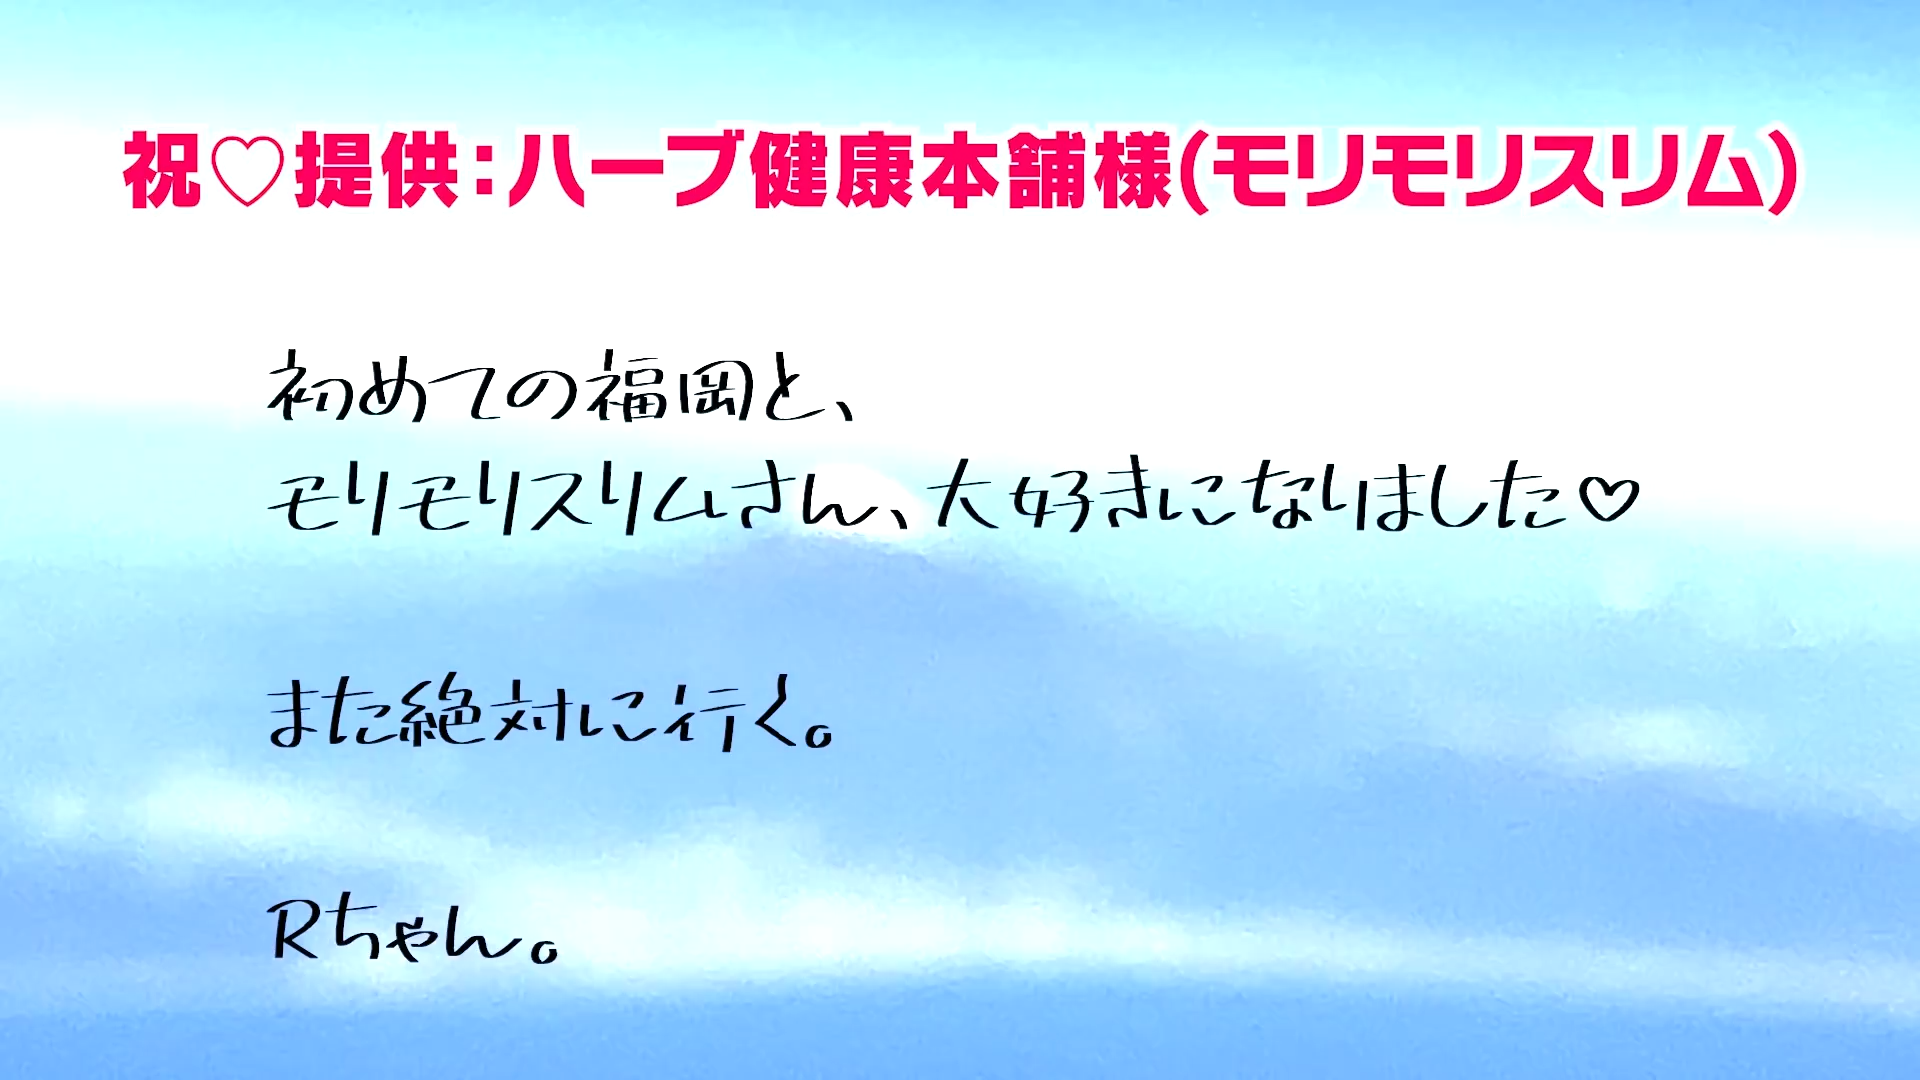 祝♡提供:ハーブ健康本舗様(モリモリスリム)
初めての福岡と、
モリモリスリムさん、大好きになりました♡
また絶対に行く。
Rちゃん。